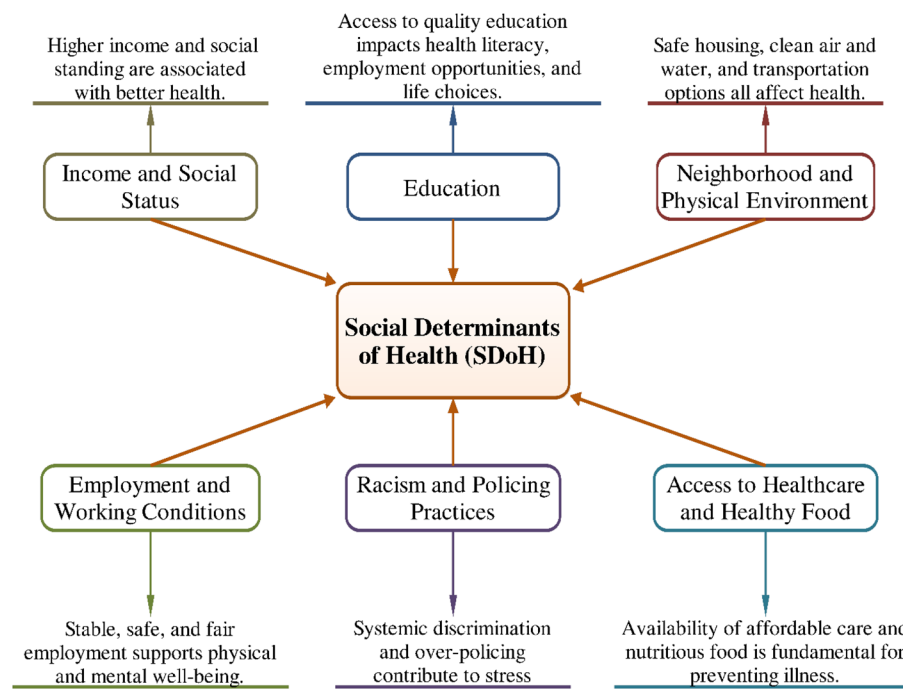 Higher income and social
standing are associated
with better health.
Access to quality education
impacts health literacy,
employment opportunities, and
life choices.
Safe housing, clean air and
water, and transportation
options all affect health.
Income and Social
Status
Education
Neighborhood and
Physical Environment
Social Determinants
of Health (SDoH)
Employment and
Working Conditions
Racism and Policing
Practices
Access to Healthcare
and Healthy Food
Stable, safe, and fair
employment supports physical
and mental well-being.
Systemic discrimination
and over-policing
contribute to stress
Availability of affordable care and
nutritious food is fundamental for
preventing illness.